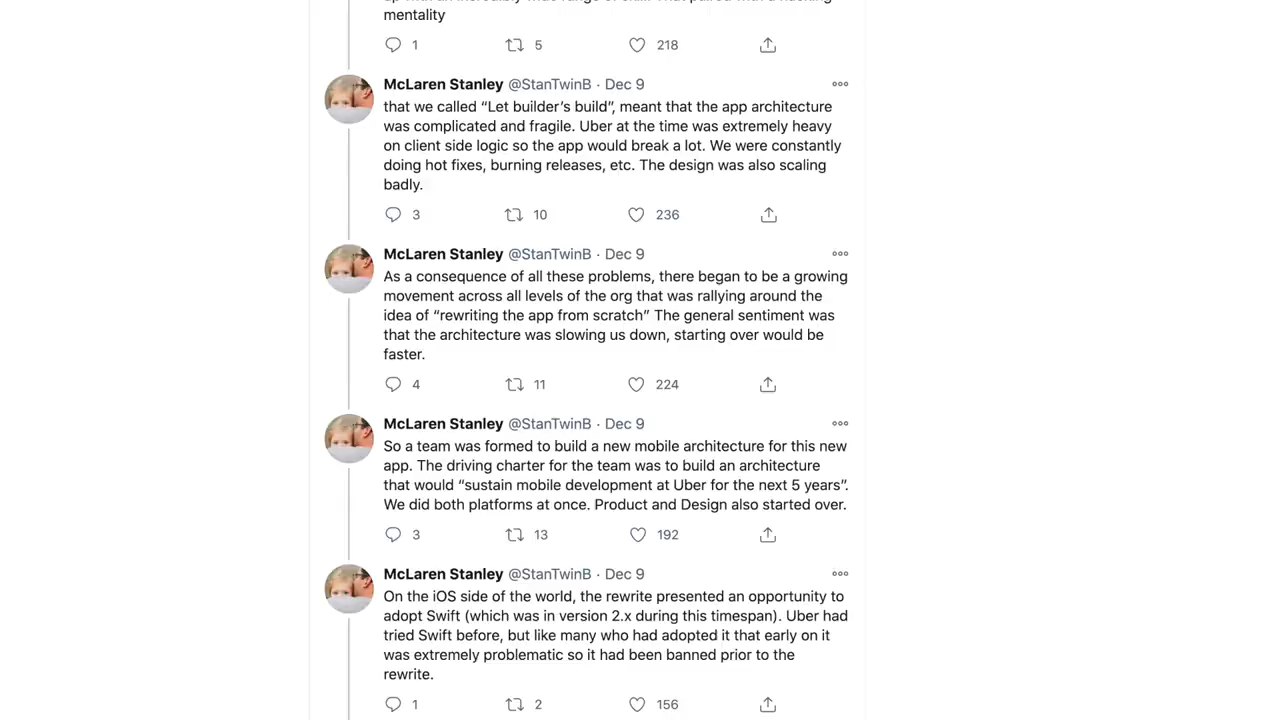 mentality
1 5 218
McLaren Stanley @StanTwinB · Dec 9
that we called “Let builder’s build”, meant that the app architecture
was complicated and fragile. Uber at the time was extremely heavy
on client side logic so the app would break a lot. We were constantly
doing hot fixes, burning releases, etc. The design was also scaling
badly.
3 10 236
McLaren Stanley @StanTwinB · Dec 9
As a consequence of all these problems, there began to be a growing
movement across all levels of the org that was rallying around the
idea of “rewriting the app from scratch” The general sentiment was
that the architecture was slowing us down, starting over would be
faster.
4 11 224
McLaren Stanley @StanTwinB · Dec 9
So a team was formed to build a new mobile architecture for this new
app. The driving charter for the team was to build an architecture
that would “sustain mobile development at Uber for the next 5 years”.
We did both platforms at once. Product and Design also started over.
3 13 192
McLaren Stanley @StanTwinB · Dec 9
On the iOS side of the world, the rewrite presented an opportunity to
adopt Swift (which was in version 2.x during this timespan). Uber had
tried Swift before, but like many who had adopted it that early on it
was extremely problematic so it had been banned prior to the
rewrite.
1 2 156